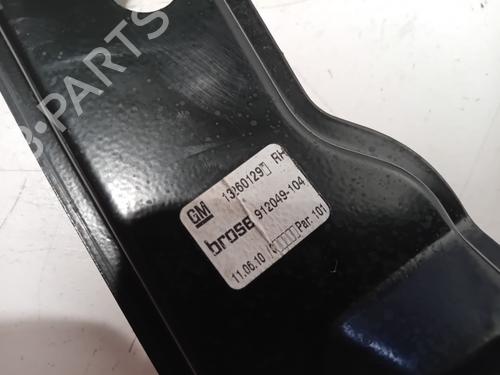 B-PARTS
GM 13260129 RH
brose 912049-104
11.06.10 Par. 101